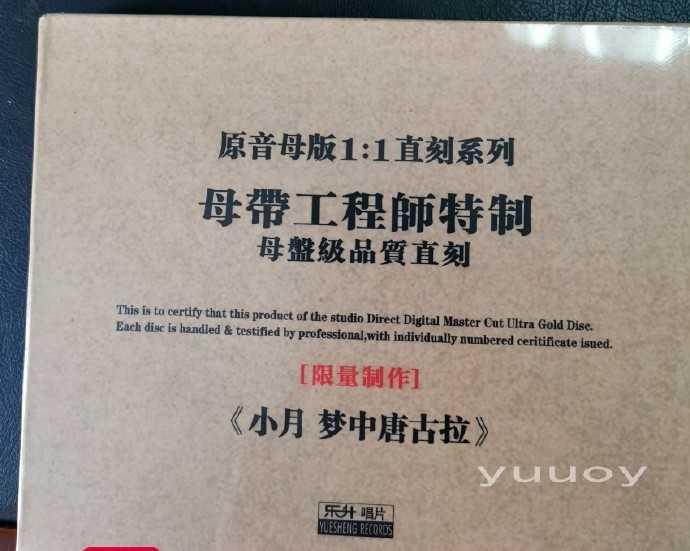 原音母版1:1直刻系列
母帶工程師特制
母盤級品質直刻
This is to certify that this product of the studio Direct Digital Master Cut Ultra Gold Disc.
Each disc is handled & testified by professional,with individually numbered ceritificate isued.
[限量制作]
《小月 梦中唐古拉》
yuuoy
乐升 唱片
YUESHENG RECORDS